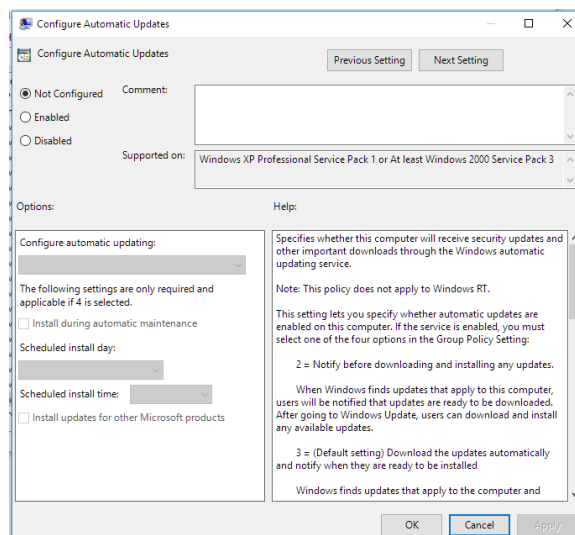 Configure Automatic Updates
Configure Automatic Updates
Previous Setting
Next Setting
Not Configured
Comment:
Enabled
Disabled
Supported on:
Windows XP Professional Service Pack 1 or At least Windows 2000 Service Pack 3
Options:
Help:
Configure automatic updating:
The following settings are only required and
applicable if 4 is selected.
Install during automatic maintenance
Scheduled install day:
Scheduled install time:
Install updates for other Microsoft products
Specifies whether this computer will receive security updates and
other important downloads through the Windows automatic
updating service.
Note: This policy does not apply to Windows RT.
This setting lets you specify whether automatic updates are
enabled on this computer. If the service is enabled, you must
select one of the four options in the Group Policy Setting:
2 = Notify before downloading and installing any updates.
When Windows finds updates that apply to this computer,
users will be notified that updates are ready to be downloaded.
After going to Windows Update, users can download and install
any available updates.
3 = (Default setting) Download the updates automatically
and notify when they are ready to be installed
Windows finds updates that apply to the computer and
OK
Cancel
Apply